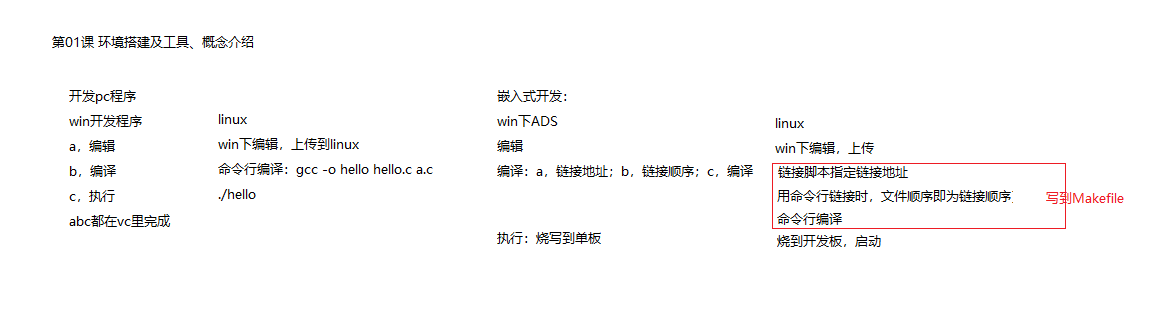 第01课 环境搭建及工具、概念介绍
开发pc程序
win开发程序
a，编辑
b，编译
c，执行
abc都在vc里完成
linux
win下编辑，上传到linux
命令行编译：gcc -o hello hello.c a.c
./hello
嵌入式开发：
win下ADS
编辑
编译：a，链接地址；b，链接顺序；c，编译
执行：烧写到单板
linux
win下编辑，上传
链接脚本指定链接地址
用命令行链接时，文件顺序即为链接顺序；
命令行编译
烧到开发板，启动
写到Makefile